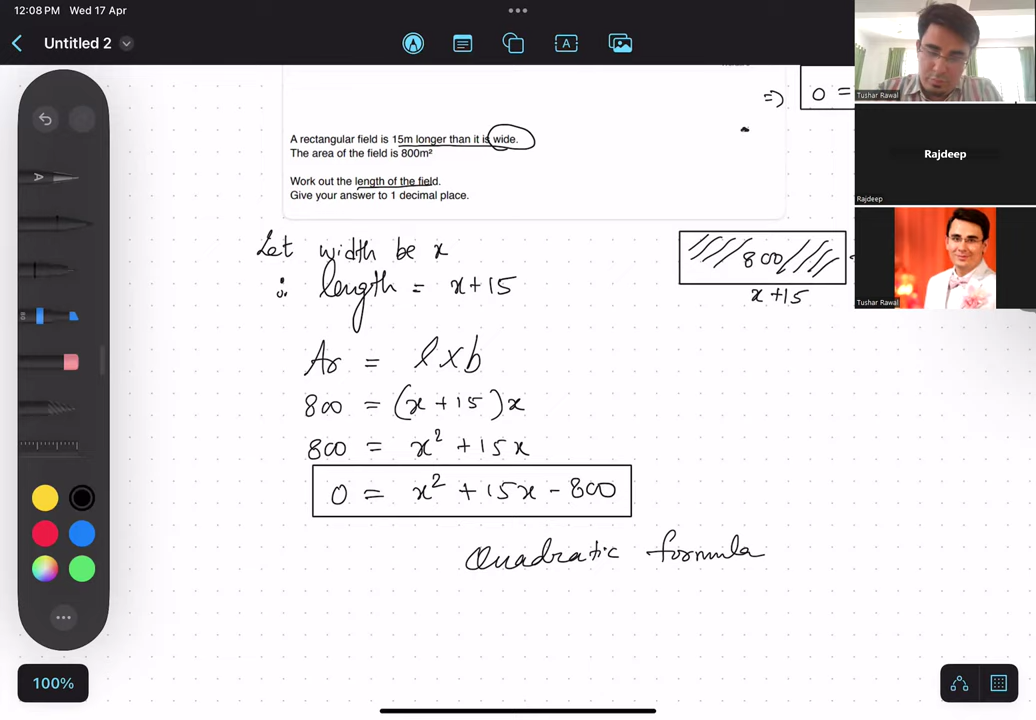 12:08 PM Wed 17 Apr
Untitled 2
A
80
100%
A
0 =
⇒
A rectangular field is 15m longer than it is wide.
The area of the field is 800m²
Work out the length of the field.
Give your answer to 1 decimal place.
Let width be x
∴ length = x+15
800
x+15
Ar = l×b
800 = (x+15)x
800 = x² + 15x
0 = x² + 15x - 800
Quadratic formula
Tushar Rawal
Rajdeep
Rajdeep
Tushar Rawal